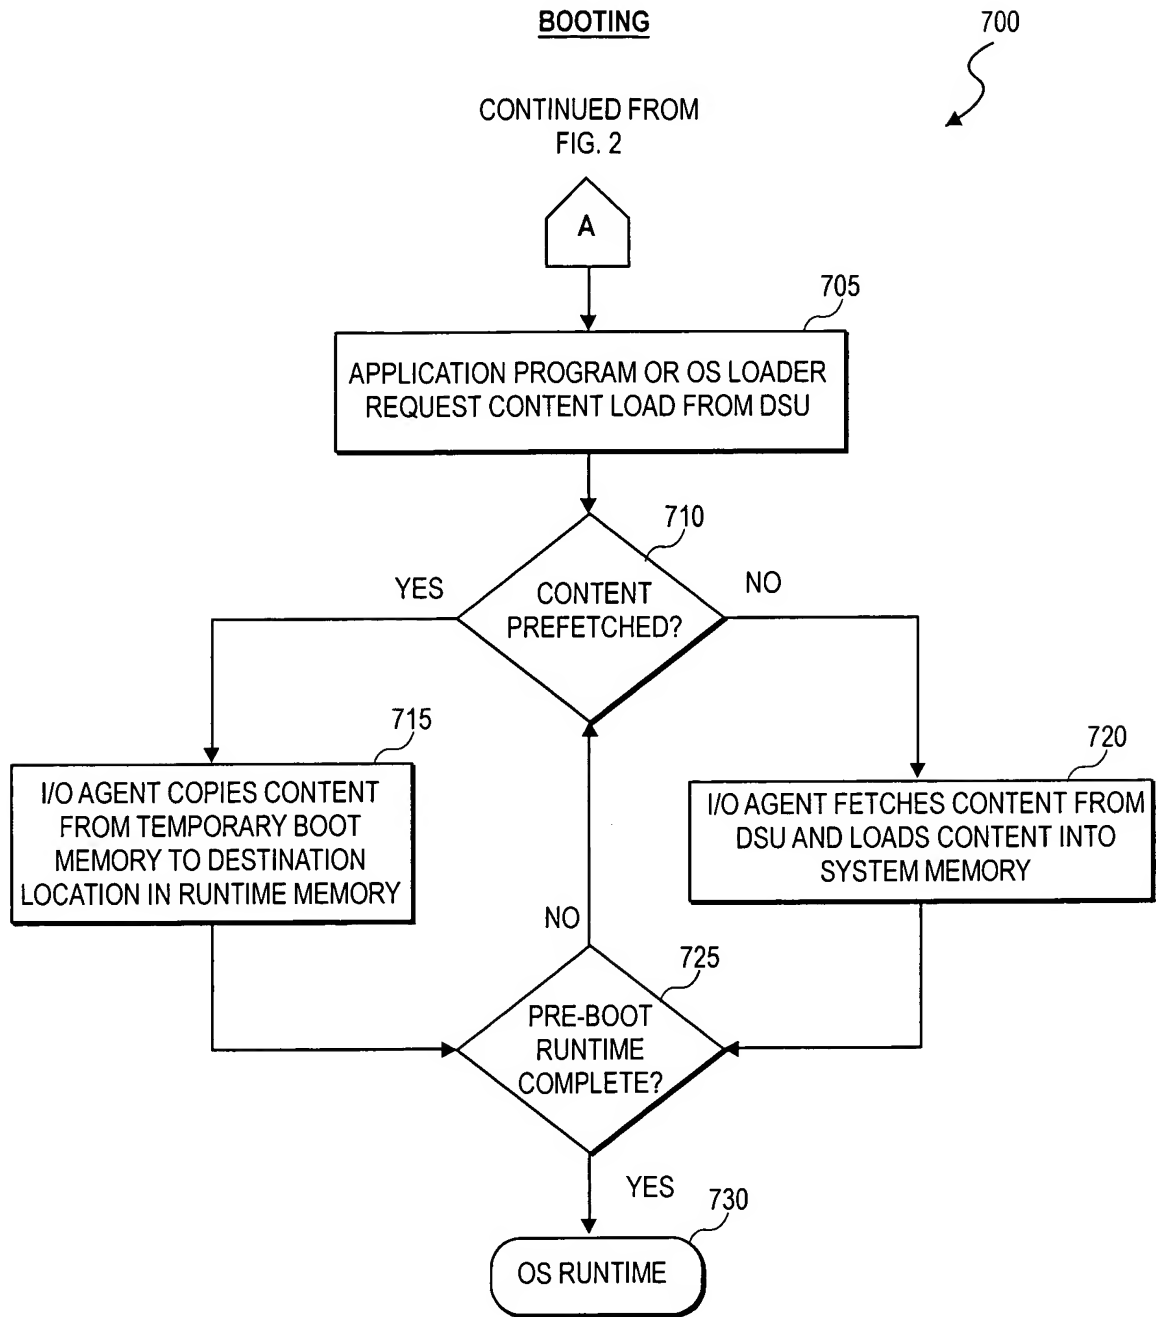 BOOTING
700
CONTINUED FROM
FIG. 2
A
705
APPLICATION PROGRAM OR OS LOADER
REQUEST CONTENT LOAD FROM DSU
710
YES
CONTENT
PREFETCHED?
NO
715
I/O AGENT COPIES CONTENT
FROM TEMPORARY BOOT
MEMORY TO DESTINATION
LOCATION IN RUNTIME MEMORY
720
I/O AGENT FETCHES CONTENT FROM
DSU AND LOADS CONTENT INTO
SYSTEM MEMORY
NO
725
PRE-BOOT
RUNTIME
COMPLETE?
YES
730
OS RUNTIME